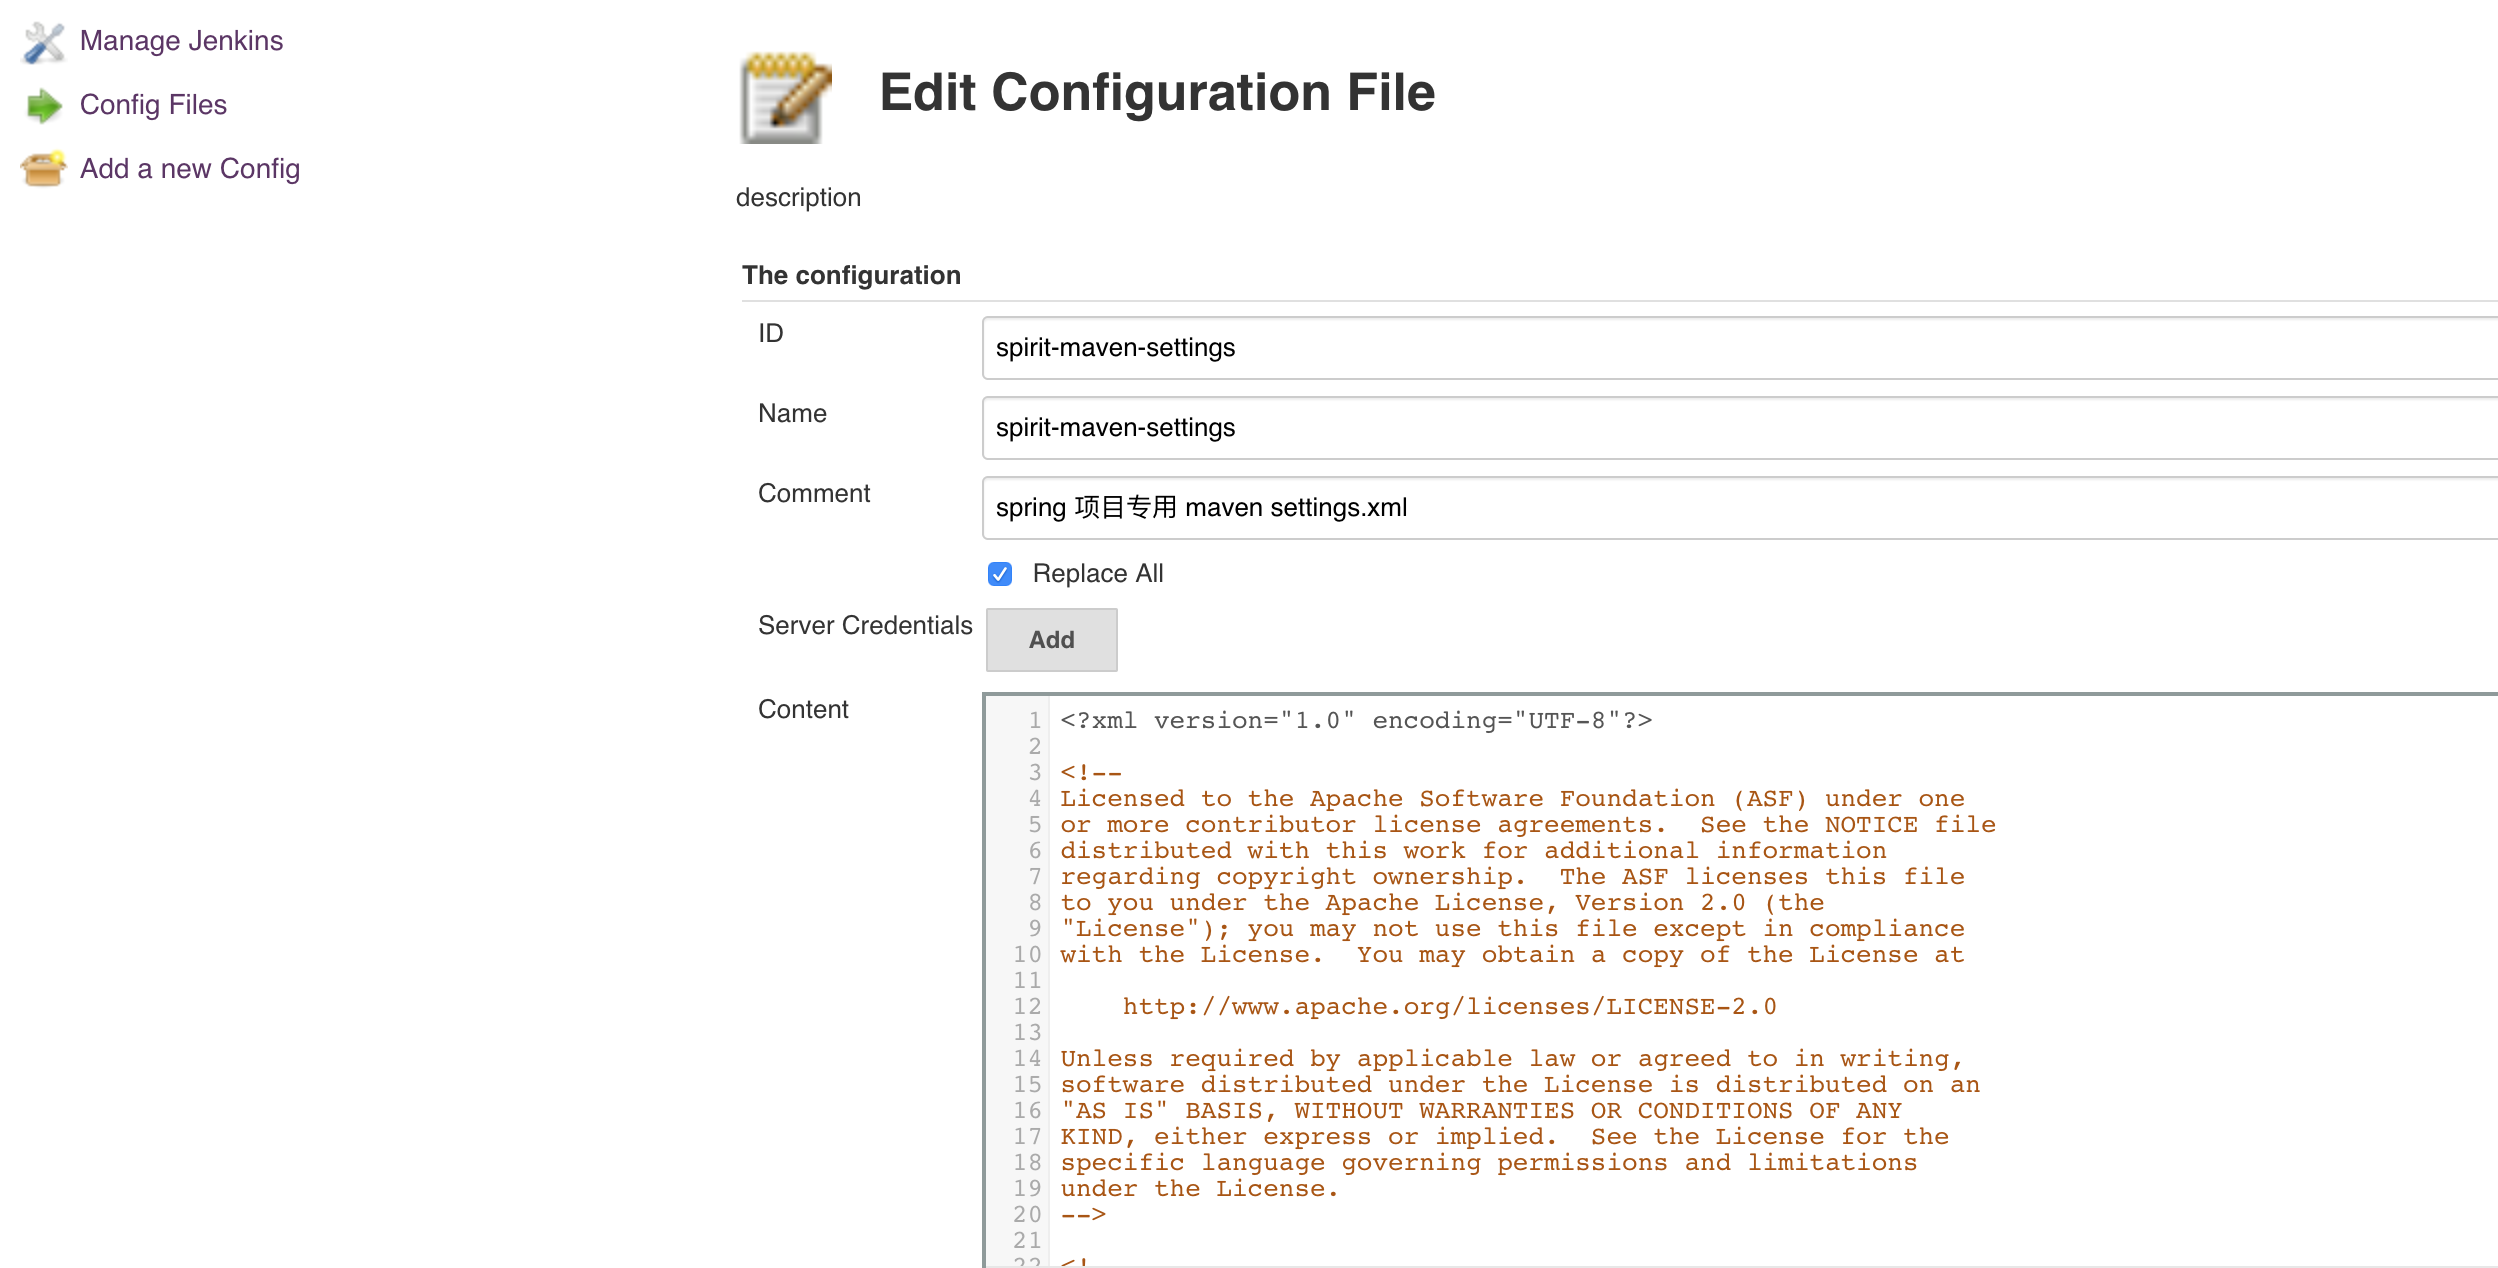 Manage Jenkins
Config Files
Add a new Config
Edit Configuration File
description
The configuration
ID
spirit-maven-settings
Name
spirit-maven-settings
Comment
spring 项目专用 maven settings.xml
Replace All
Server Credentials
Add
Content
1 <?xml version="1.0" encoding="UTF-8"?>
2
3 <!--
4 Licensed to the Apache Software Foundation (ASF) under one
5 or more contributor license agreements.  See the NOTICE file
6 distributed with this work for additional information
7 regarding copyright ownership.  The ASF licenses this file
8 to you under the Apache License, Version 2.0 (the
9 "License"); you may not use this file except in compliance
10 with the License.  You may obtain a copy of the License at
11
12     http://www.apache.org/licenses/LICENSE-2.0
13
14 Unless required by applicable law or agreed to in writing,
15 software distributed under the License is distributed on an
16 "AS IS" BASIS, WITHOUT WARRANTIES OR CONDITIONS OF ANY
17 KIND, either express or implied.  See the License for the
18 specific language governing permissions and limitations
19 under the License.
20 -->
21